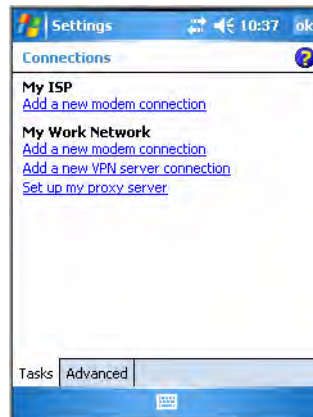 Settings 10:37 ok
Connections
My ISP
Add a new modem connection
My Work Network
Add a new modem connection
Add a new VPN server connection
Set up my proxy server
Tasks Advanced